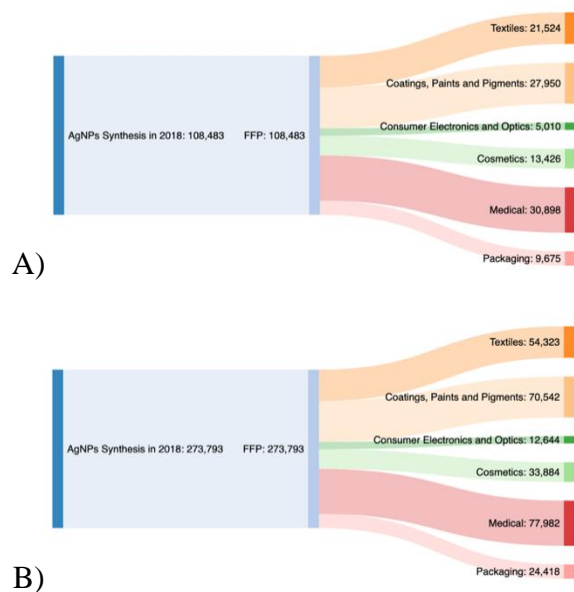 Textiles: 21,524
Coatings, Paints and Pigments: 27,950
AgNPs Synthesis in 2018: 108,483 FFP: 108,483
Consumer Electronics and Optics: 5,010
Cosmetics: 13,426
Medical: 30,898
Packaging: 9,675
A)
Textiles: 54,323
Coatings, Paints and Pigments: 70,542
Consumer Electronics and Optics: 12,644
AgNPs Synthesis in 2018: 273,793 FFP: 273,793
Cosmetics: 33,884
Medical: 77,982
Packaging: 24,418
B)